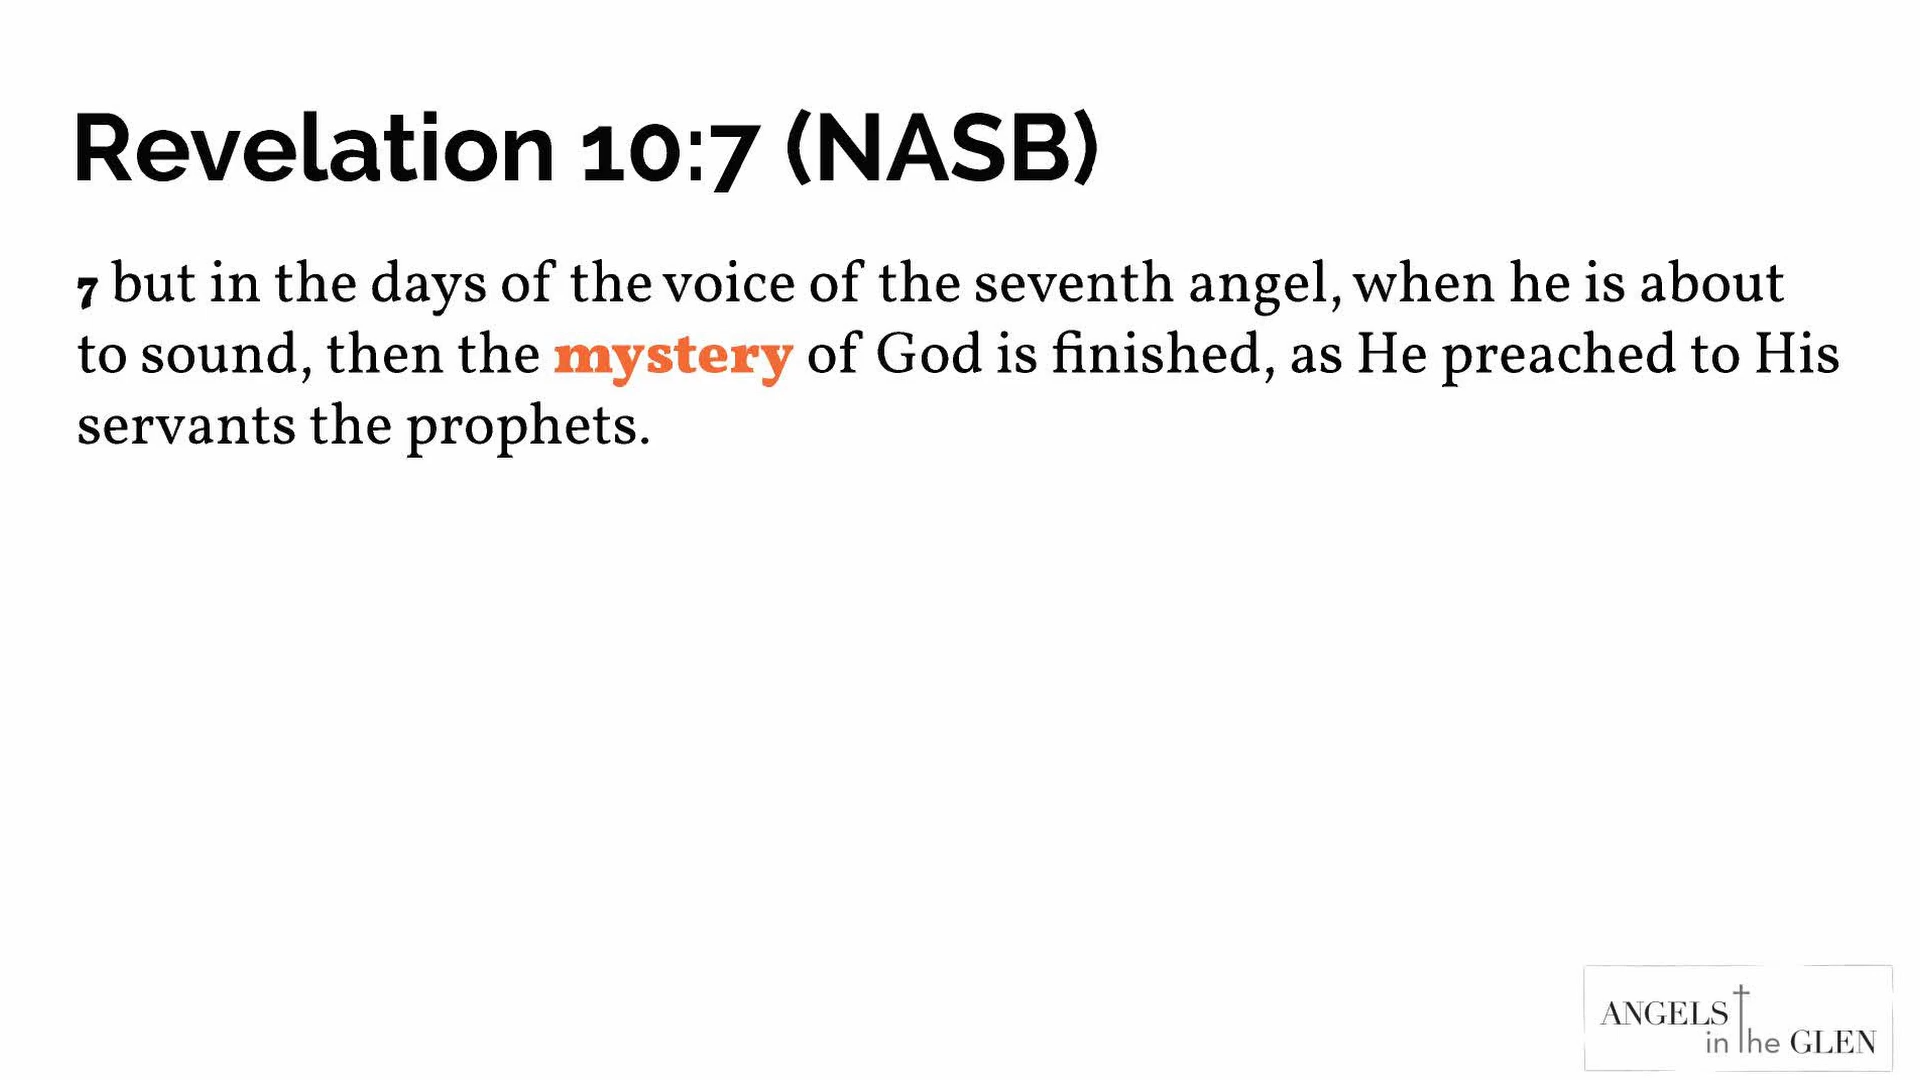 Revelation 10:7 (NASB)
7 but in the days of the voice of the seventh angel, when he is about
to sound, then the mystery of God is finished, as He preached to His
servants the prophets.
ANGELS
in the GLEN